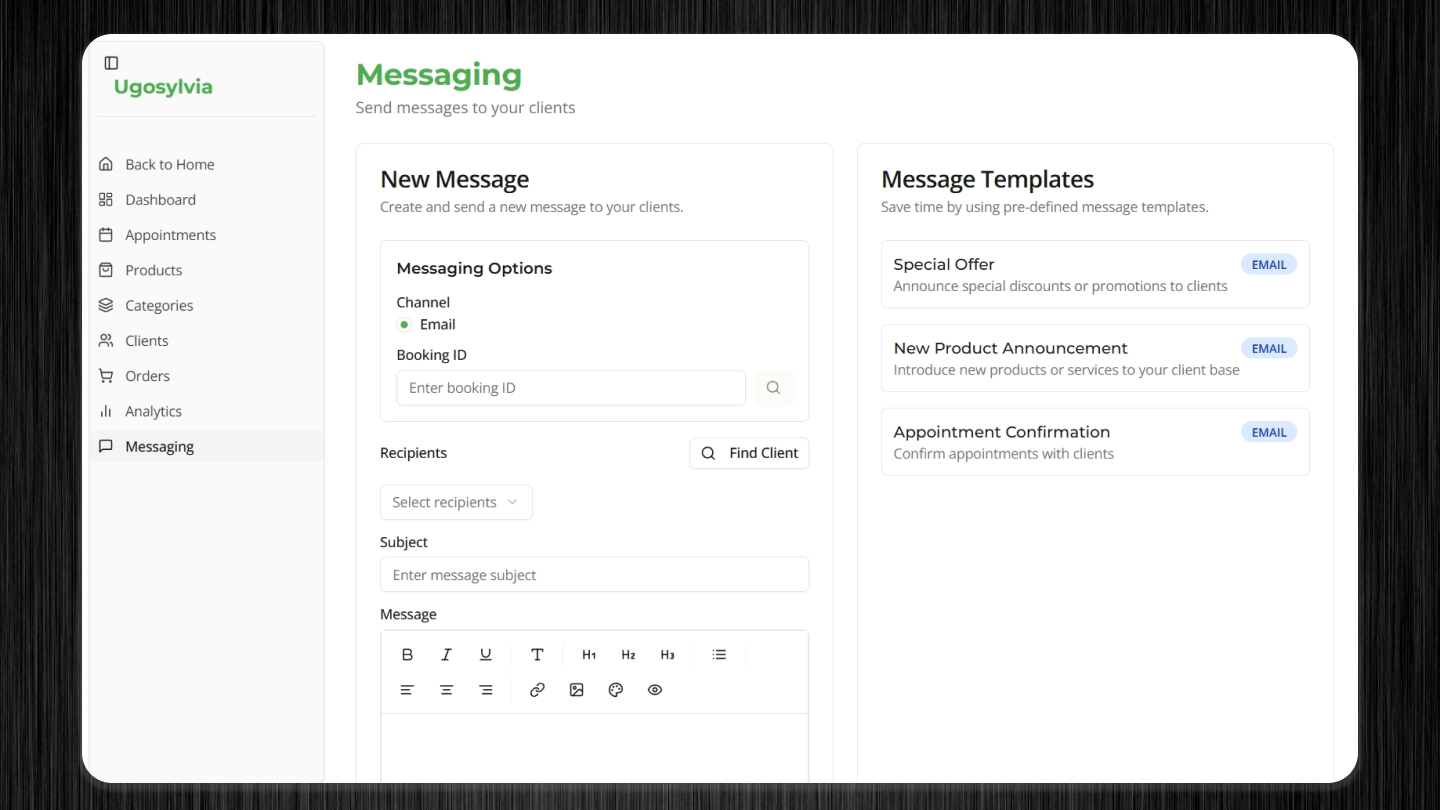 Ugosylvia
Back to Home
Dashboard
Appointments
Products
Categories
Clients
Orders
Analytics
Messaging
Messaging
Send messages to your clients
New Message
Create and send a new message to your clients.
Messaging Options
Channel
Email
Booking ID
Enter booking ID
Recipients
Find Client
Select recipients
Subject
Enter message subject
Message
B I U T H1 H2 H3
Message Templates
Save time by using pre-defined message templates.
Special Offer EMAIL
Announce special discounts or promotions to clients
New Product Announcement EMAIL
Introduce new products or services to your client base
Appointment Confirmation EMAIL
Confirm appointments with clients